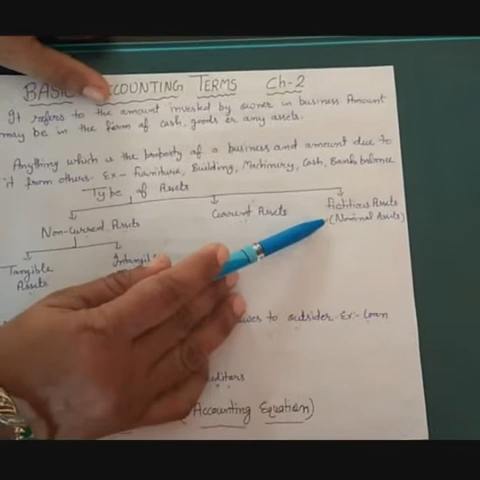 BASIC ACCOUNTING TERMS Ch-2
It refers to the amount invested by owner in business Amount
may be in the form of cash, goods or any assets.
Anything which is the property of a business and amount due to
it from others. Ex- Furniture, Building, Machinery, Cash, Bank balance
Type of Assets
Non-Current Assets
Current Assets
Fictitious Assets
(Nominal Assets)
Tangible
Assets
to outsider. Ex- Loan
(Accounting Equation)